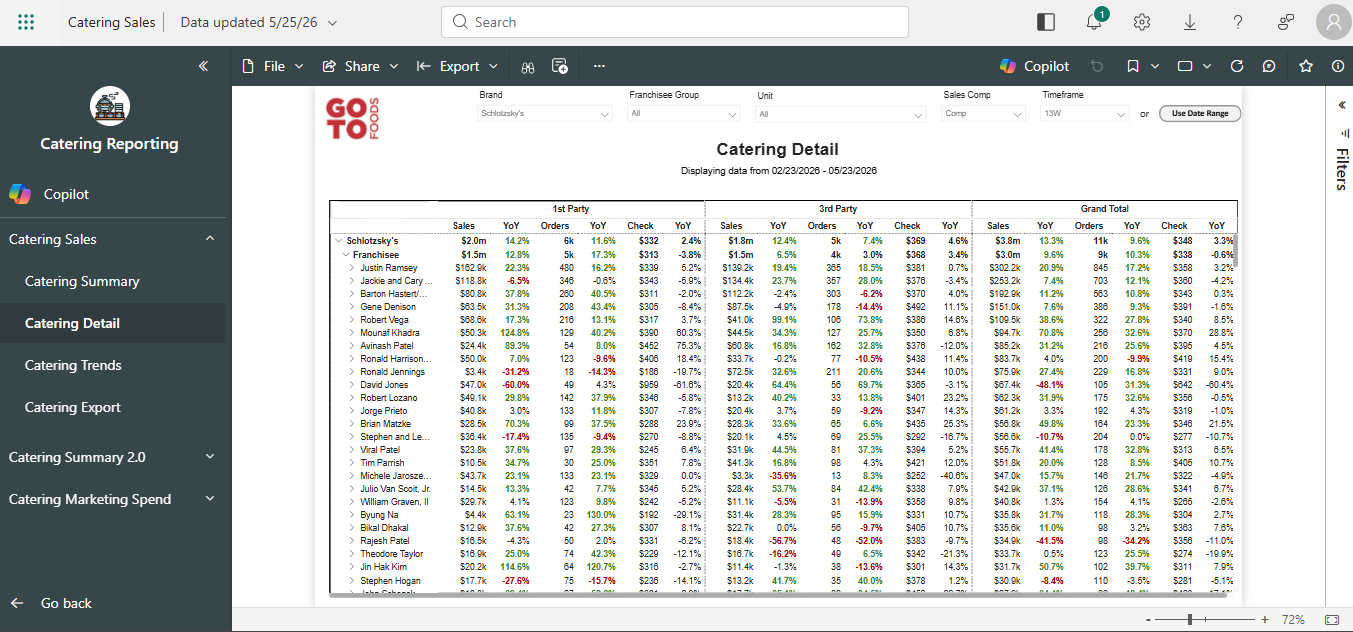 Catering Sales Data updated 5/25/26 Search 1
File Share Export ... Copilot
GO TO FOODS
Brand Franchisee Group Unit Sales Comp Timeframe
Schlotzsky's All All Comp 13W or Use Date Range
Catering Reporting
Copilot
Catering Sales
Catering Summary
Catering Detail
Catering Trends
Catering Export
Catering Summary 2.0
Catering Marketing Spend
Go back
Filters
Catering Detail
Displaying data from 02/23/2026 - 05/23/2026
1st Party 3rd Party Grand Total
Sales YoY Orders YoY Check YoY Sales YoY Orders YoY Check YoY Sales YoY Orders YoY Check YoY
Schlotzsky's $2.0m 14.2% 6k 11.6% $332 2.4% $1.8m 12.4% 5k 7.4% $369 4.6% $3.8m 13.3% 11k 9.6% $348 3.3%
Franchisee $1.5m 12.8% 5k 17.3% $313 -3.8% $1.5m 6.5% 4k 3.0% $368 3.4% $3.0m 9.6% 9k 10.3% $338 -0.6%
Justin Ramsey $162.9k 22.3% 480 16.2% $339 5.2% $139.2k 19.4% 365 18.5% $381 0.7% $302.2k 20.9% 845 17.2% $358 3.2%
Jackie and Cary ... $118.8k -6.5% 346 -0.6% $343 -5.9% $134.4k 23.7% 357 28.0% $376 -3.4% $253.2k 7.4% 703 12.1% $360 -4.2%
Barton Hastert/... $80.8k 37.8% 260 40.5% $311 -2.0% $112.2k -2.4% 303 -6.2% $370 4.0% $192.9k 11.2% 563 10.8% $343 0.3%
Gene Denison $63.5k 31.3% 208 43.4% $305 -8.4% $87.5k -4.9% 178 -14.4% $492 11.1% $151.0k 7.6% 386 9.3% $391 -1.6%
Robert Vega $68.6k 17.3% 216 13.1% $317 3.7% $41.0k 99.1% 106 73.8% $386 14.6% $109.5k 38.6% 322 27.8% $340 8.5%
Mounaf Khadra $50.3k 124.8% 129 40.2% $390 60.3% $44.5k 34.3% 127 25.7% $350 6.8% $94.7k 70.8% 256 32.6% $370 28.8%
Avinash Patel $24.4k 89.3% 54 8.0% $452 75.3% $60.8k 16.8% 162 32.8% $376 -12.0% $85.2k 31.2% 216 25.6% $395 4.5%
Ronald Harrison... $50.0k 7.0% 123 -9.6% $406 18.4% $33.7k -0.2% 77 -10.5% $438 11.4% $83.7k 4.0% 200 -9.9% $419 15.4%
Ronald Jennings $3.4k -31.2% 18 -14.3% $186 -19.7% $72.5k 32.6% 211 20.6% $344 10.0% $75.9k 27.4% 229 16.8% $331 9.0%
David Jones $47.0k -60.0% 49 4.3% $959 -61.6% $20.4k 64.4% 56 69.7% $365 -3.1% $67.4k -48.1% 105 31.3% $642 -60.4%
Robert Lozano $49.1k 29.8% 142 37.9% $346 -5.8% $13.2k 40.2% 33 13.8% $401 23.2% $62.3k 31.9% 175 32.6% $356 -0.5%
Jorge Prieto $40.8k 3.0% 133 11.8% $307 -7.8% $20.4k 3.7% 59 -9.2% $347 14.3% $61.2k 3.3% 192 4.3% $319 -1.0%
Brian Matzke $28.5k 70.3% 99 37.5% $288 23.9% $28.3k 33.6% 65 6.6% $435 25.3% $56.8k 49.8% 164 23.3% $346 21.5%
Stephen and Le... $36.4k -17.4% 135 -9.4% $270 -8.8% $20.1k 4.5% 69 25.5% $292 -16.7% $56.6k -10.7% 204 0.0% $277 -10.7%
Viral Patel $23.8k 37.6% 97 29.3% $245 6.4% $31.9k 44.5% 81 37.3% $394 5.2% $55.7k 41.4% 178 32.8% $313 6.5%
Tim Parrish $10.5k 34.7% 30 25.0% $351 7.8% $41.3k 16.8% 98 4.3% $421 12.0% $51.8k 20.0% 128 8.5% $405 10.7%
Michele Jarosze... $43.7k 23.1% 133 23.1% $329 0.0% $3.3k -35.6% 13 8.3% $252 -40.6% $47.0k 15.7% 146 21.7% $322 -4.9%
Julio Van Scoit, Jr. $14.5k 13.3% 42 7.7% $345 5.2% $28.4k 53.7% 84 42.4% $338 7.9% $42.9k 37.1% 126 28.6% $341 6.7%
William Graven, II $29.7k 4.1% 123 9.8% $242 -5.2% $11.1k -5.5% 31 -13.9% $358 9.8% $40.8k 1.3% 154 4.1% $265 -2.6%
Byung Na $4.4k 63.1% 23 130.0% $192 -29.1% $31.4k 28.3% 95 15.9% $331 10.7% $35.8k 31.7% 118 28.3% $304 2.7%
Bikal Dhakal $12.9k 37.6% 42 27.3% $307 8.1% $22.7k 0.0% 56 -9.7% $405 10.7% $35.6k 11.0% 98 3.2% $363 7.6%
Rajesh Patel $16.5k -4.3% 50 2.0% $331 -6.2% $18.4k -56.7% 48 -52.0% $383 -9.7% $34.9k -41.5% 98 -34.2% $356 -11.0%
Theodore Taylor $16.9k 25.0% 74 42.3% $229 -12.1% $16.7k -16.2% 49 6.5% $342 -21.3% $33.7k 0.5% 123 25.5% $274 -19.9%
Jin Hak Kim $20.2k 114.6% 64 120.7% $316 -2.7% $11.4k -1.3% 38 -13.6% $301 14.3% $31.7k 50.7% 102 39.7% $311 7.9%
Stephen Hogan $17.7k -27.6% 75 -15.7% $236 -14.1% $13.2k 41.7% 35 40.0% $378 1.2% $30.9k -8.4% 110 -3.5% $281 -5.1%
72%